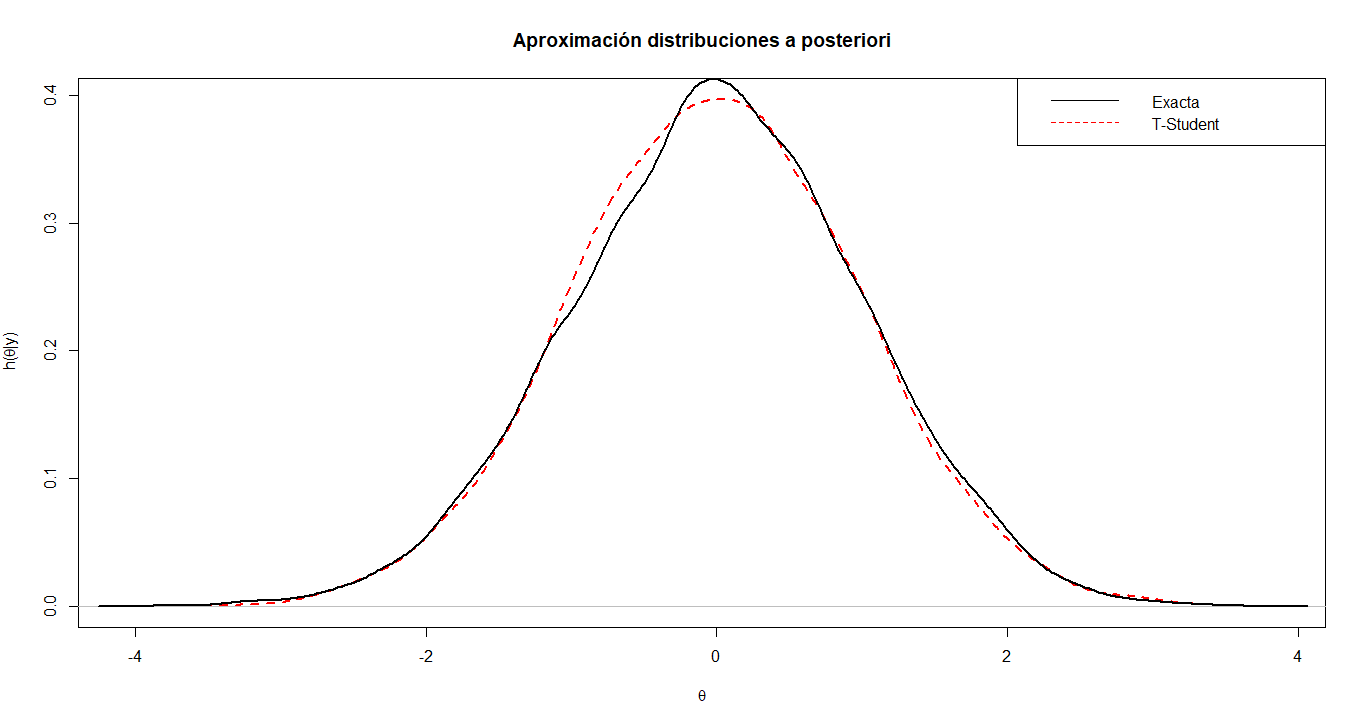 Aproximación distribuciones a posteriori
Exacta
T-Student
h(θ|y)
0.4
0.3
0.2
0.1
0.0
-4
-2
0
2
4
θ